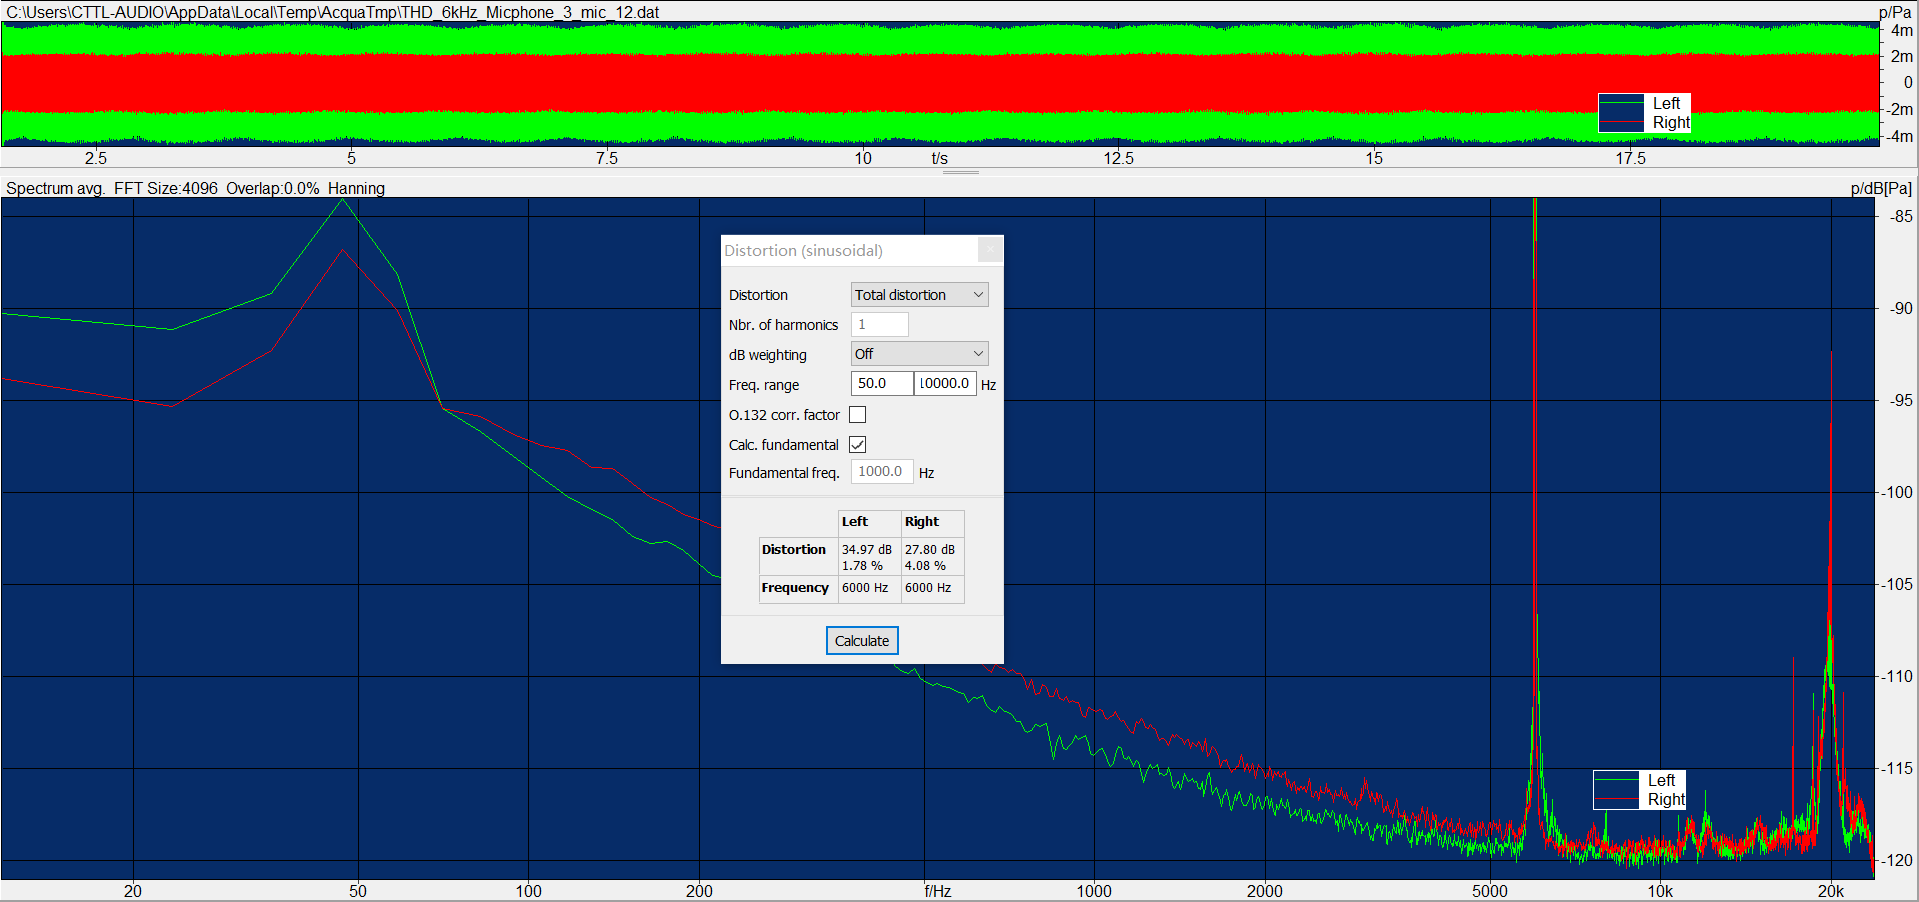 C:\Users\CTTL-AUDIO\AppData\Local\Temp\AcquaTmp\THD_6kHz_Micphone_3_mic_12.dat
p/Pa
4m
2m
0
-2m
-4m
Left
Right
2.5 5 7.5 10 f/s 12.5 15 17.5
Spectrum avg. FFT Size:4096 Overlap:0.0% Hanning
p/dB[Pa]
-85
-90
-95
-100
-105
-110
-115
-120
Distortion (sinusoidal)
Distortion Total distortion
Nbr. of harmonics 1
dB weighting Off
Freq. range 50.0 10000.0 Hz
O.132 corr. factor
Calc. fundamental
Fundamental freq. 1000.0 Hz
Left Right
Distortion 34.97 dB 27.80 dB
1.78 % 4.08 %
Frequency 6000 Hz 6000 Hz
Calculate
Left
Right
20 50 100 200 f/Hz 1000 2000 5000 10k 20k